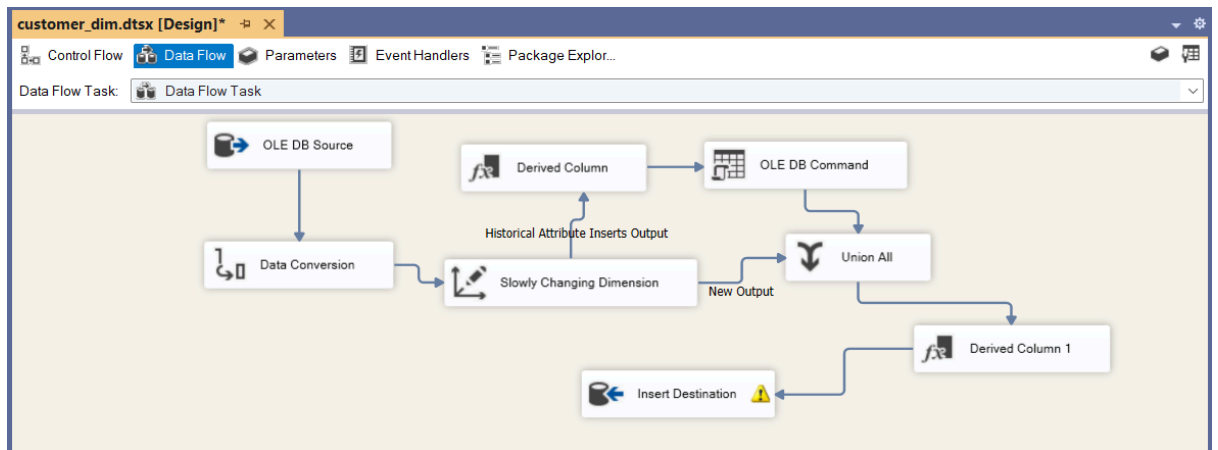 customer_dim.dtsx [Design]*
Control Flow Data Flow Parameters Event Handlers Package Explor...
Data Flow Task: Data Flow Task
OLE DB Source
Derived Column
OLE DB Command
Historical Attribute Inserts Output
Data Conversion
Slowly Changing Dimension
New Output
Union All
Derived Column 1
Insert Destination